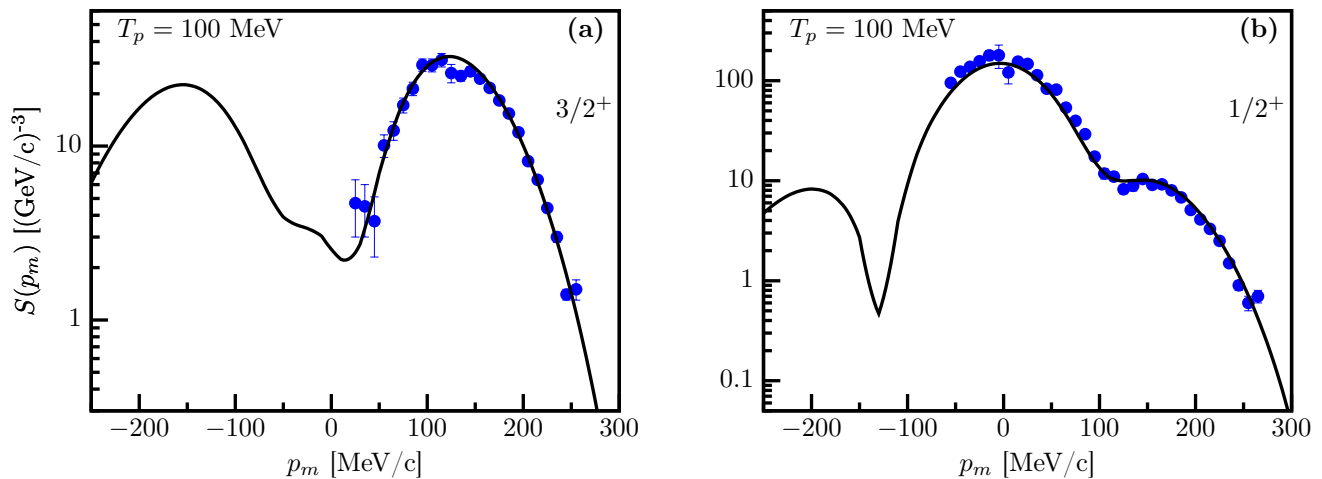 T_p = 100 MeV
(a)
3/2⁺
S(p_m) [(GeV/c)⁻³]
10
1
−200 −100 0 100 200 300
p_m [MeV/c]
T_p = 100 MeV
(b)
1/2⁺
100
10
1
0.1
−200 −100 0 100 200 300
p_m [MeV/c]